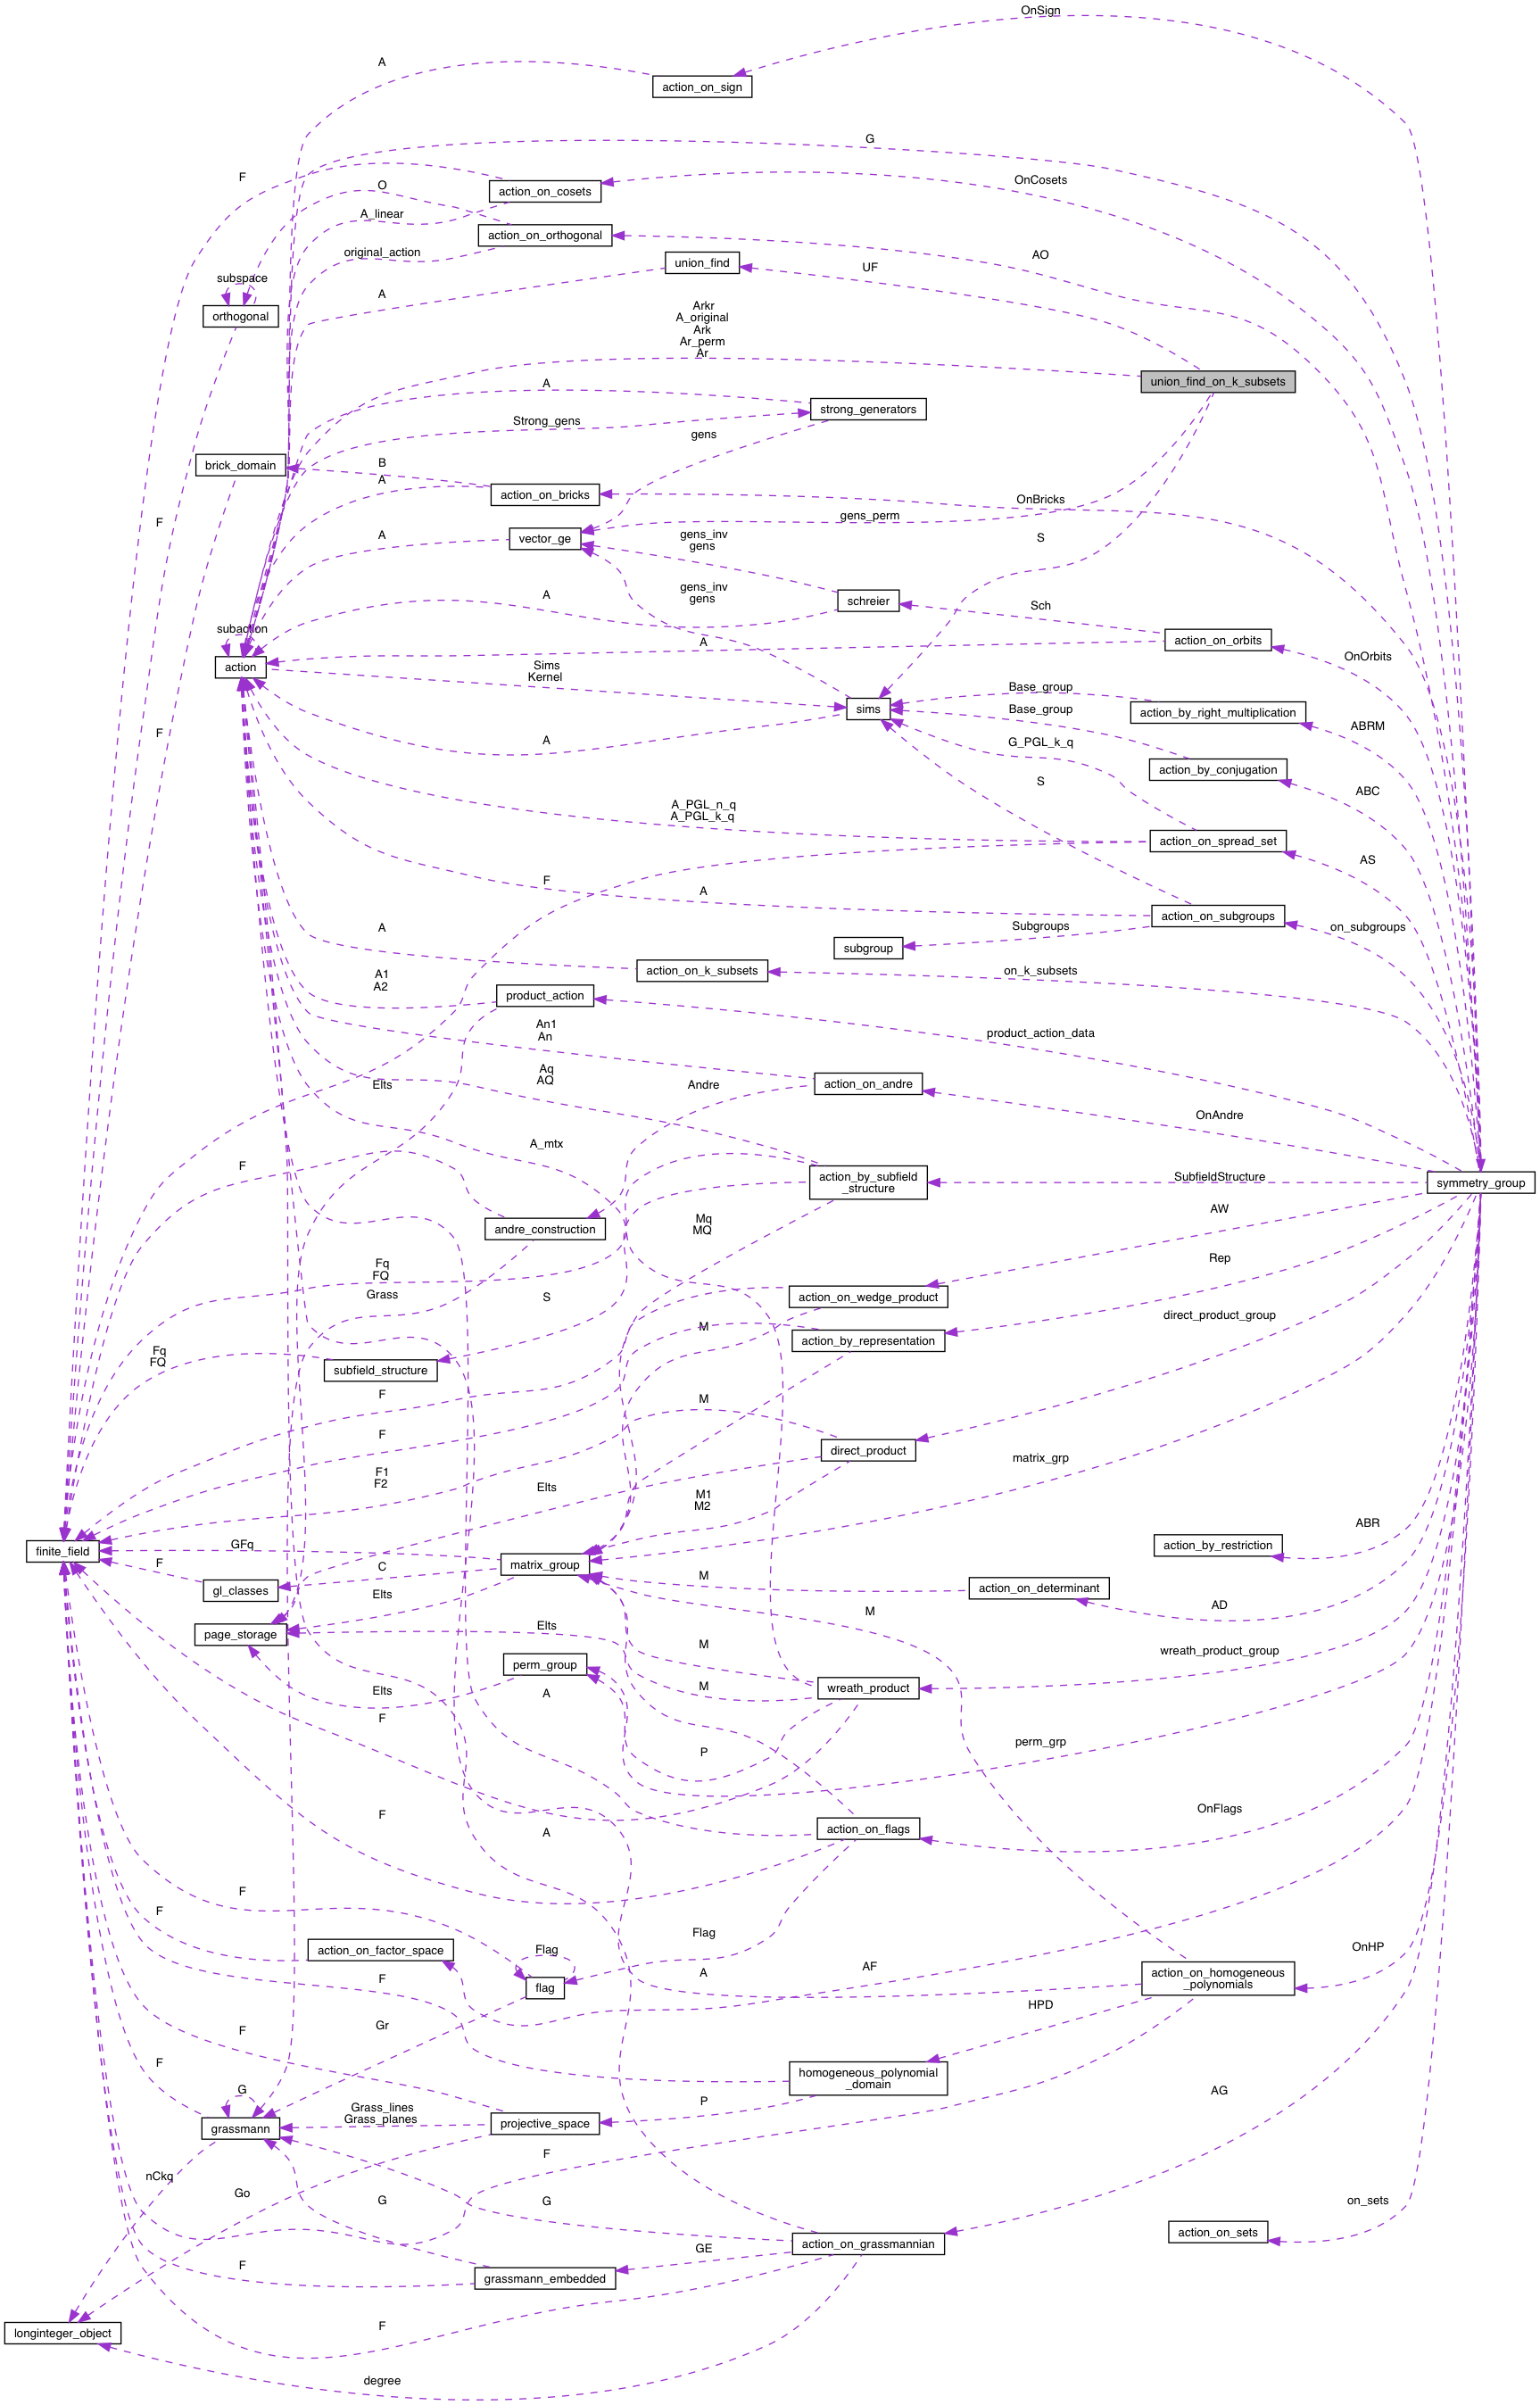 OnSign
A
action_on_sign
G
F
action_on_cosets
OnCosets
O
A_linear
action_on_orthogonal
AO
original_action
union_find
UF
subspace
A
orthogonal
Arkr
A_original
Ark
Ar_perm
Ar
union_find_on_k_subsets
A
strong_generators
Strong_gens
gens
brick_domain
B
A
action_on_bricks
OnBricks
gens_perm
F
A
vector_ge
gens_inv
gens
S
gens_inv
gens
A
schreier
Sch
subaction
A
action_on_orbits
OnOrbits
action
Sims
Kernel
Base_group
sims
action_by_right_multiplication
Base_group
ABRM
F
A
G_PGL_k_q
action_by_conjugation
S
ABC
A_PGL_n_q
A_PGL_k_q
action_on_spread_set
AS
F
A
action_on_subgroups
A
Subgroups
on_subgroups
subgroup
action_on_k_subsets
on_k_subsets
A1
A2
product_action
An1
An
product_action_data
Aq
AQ
Elts
Andre
action_on_andre
OnAndre
A_mtx
F
action_by_subfield
_structure
SubfieldStructure
symmetry_group
andre_construction
Mq
MQ
AW
Fq
FQ
Rep
Grass
S
action_on_wedge_product
direct_product_group
M
action_by_representation
Fq
FQ
subfield_structure
F
M
F
direct_product
matrix_grp
F1
F2
Elts
M1
M2
ABR
finite_field
GFq
action_by_restriction
F
C
matrix_group
gl_classes
M
action_on_determinant
Elts
AD
M
page_storage
Elts
M
wreath_product_group
perm_group
Elts
A
M
wreath_product
F
P
perm_grp
F
A
action_on_flags
OnFlags
F
F
action_on_factor_space
Flag
Flag
AF
OnHP
F
A
action_on_homogeneous
_polynomials
flag
Gr
HPD
F
F
homogeneous_polynomial
_domain
G
AG
Grass_lines
Grass_planes
P
grassmann
projective_space
F
nCkq
Go
G
G
on_sets
action_on_sets
action_on_grassmannian
GE
F
grassmann_embedded
F
longinteger_object
degree